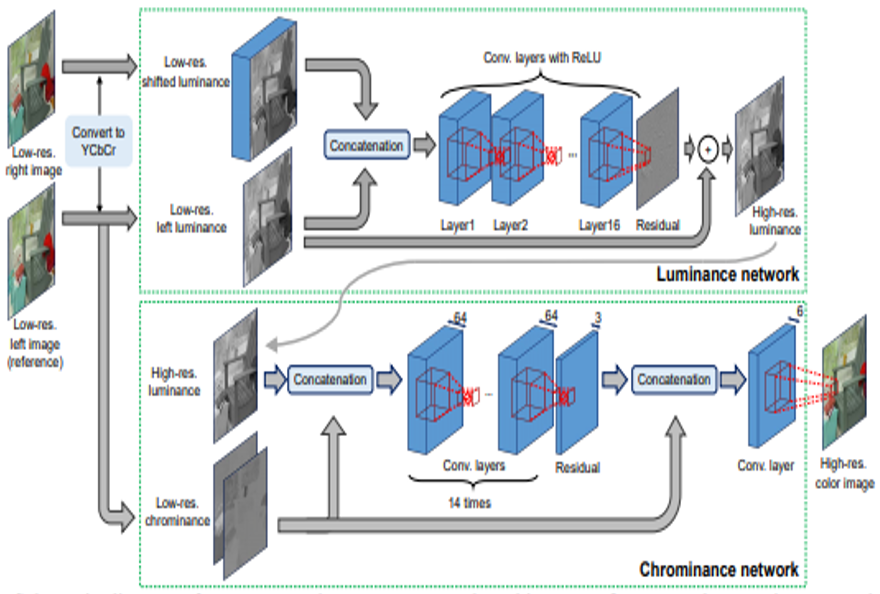 Low-res.
right image
Convert to
YCbCr
Low-res.
left image
(reference)
Low-res.
shifted luminance
Low-res.
left luminance
Concatenation
Conv. layers with ReLU
Layer1
Layer2
...
Layer16
Residual
+
High-res.
luminance
Luminance network
High-res.
luminance
Low-res.
chrominance
Concatenation
64
...
64
3
Conv. layers
14 times
Residual
Concatenation
6
Conv. layer
High-res.
color image
Chrominance network